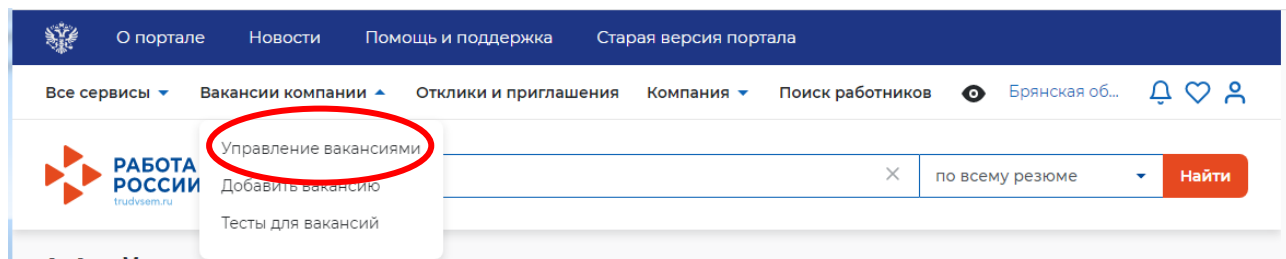 О портале Новости Помощь и поддержка Старая версия портала
Все сервисы Вакансии компании Отклики и приглашения Компания Поиск работников Брянская об...
Управление вакансиями
РАБОТА
РОССИИ
trudvsem.ru
по всему резюме Найти
Добавить вакансию
Тесты для вакансий